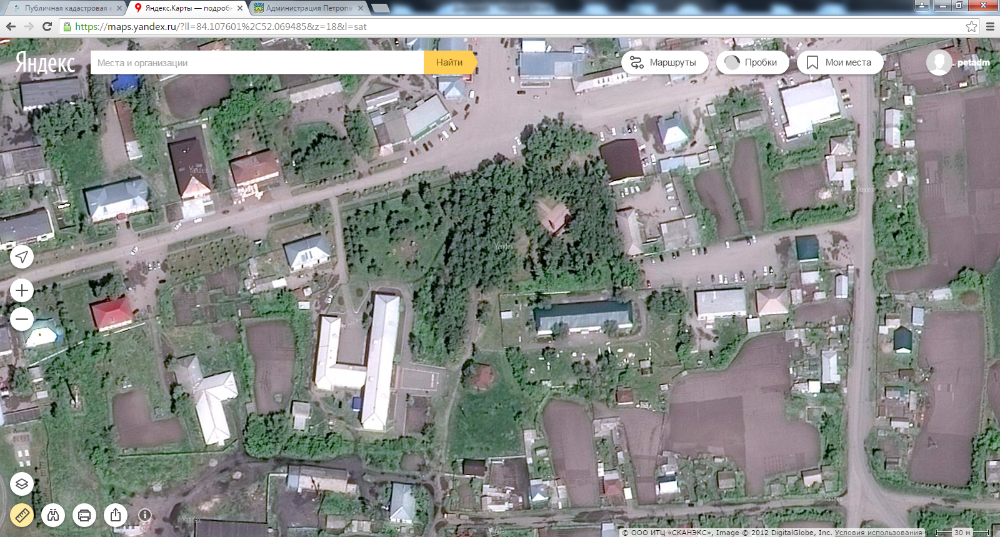 Публичная кадастровая к
Яндекс.Карты — подробн
Администрация Петропа
https://maps.yandex.ru/?ll=84.107601%2C52.069485&z=18&l=sat
Яндекс
Места и организации
Найти
Маршруты
Пробки
Мои места
petadm
Yandex
Yandex
Yandex
Yandex
Yandex
Yandex
© ООО ИТЦ «СКАНЭКС», Image © 2012 DigitalGlobe, Inc. Условия использования
30 м